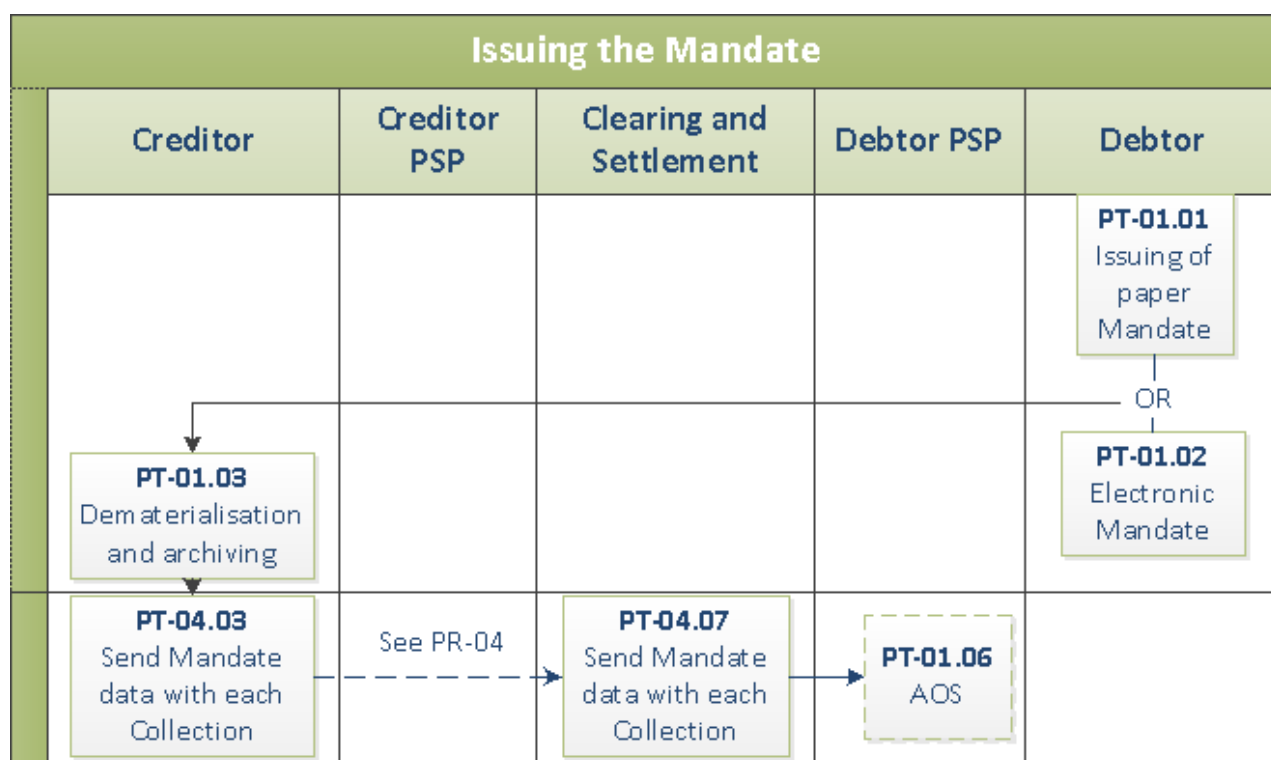 Issuing the Mandate
Creditor
Creditor
PSP
Clearing and
Settlement
Debtor PSP
Debtor
PT-01.01
Issuing of
paper
Mandate
OR
PT-01.02
Electronic
Mandate
PT-01.03
Dematerialisation
and archiving
PT-04.03
Send Mandate
data with each
Collection
See PR-04
PT-04.07
Send Mandate
data with each
Collection
PT-01.06
AOS